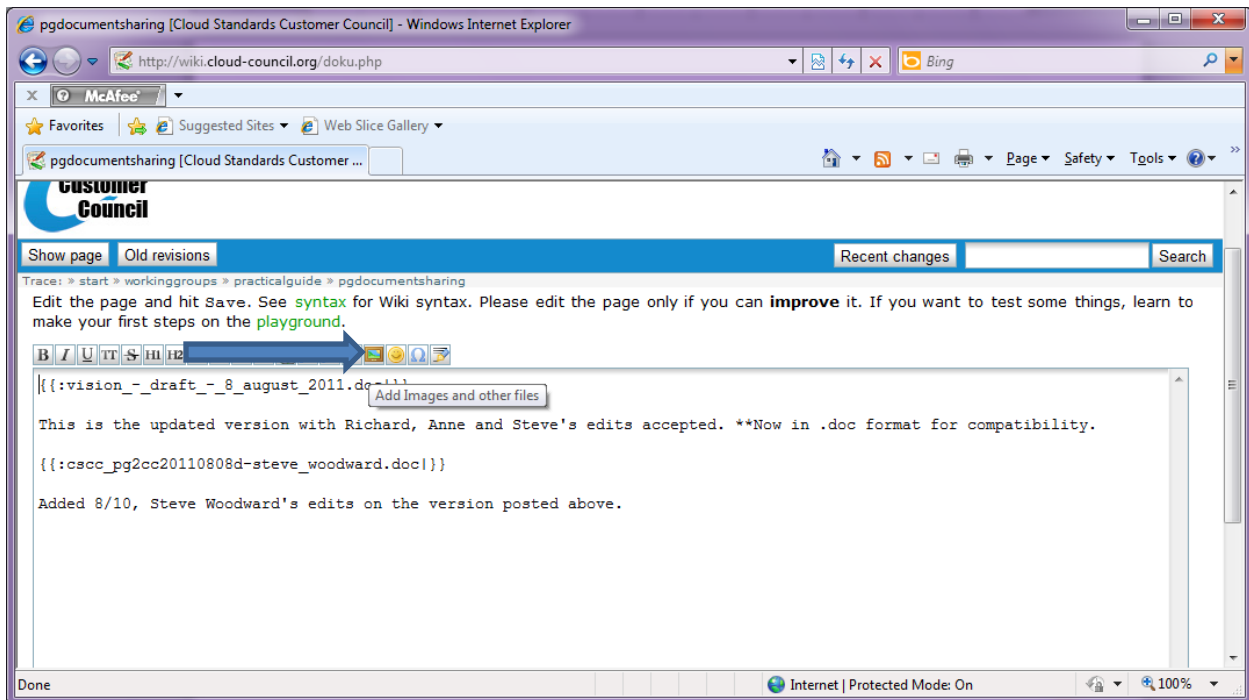 pgdocumentsharing [Cloud Standards Customer Council] - Windows Internet Explorer
http://wiki.cloud-council.org/doku.php
Bing
X McAfee
Favorites Suggested Sites Web Slice Gallery
pgdocumentsharing [Cloud Standards Customer ... Page Safety Tools
Customer
Council
Show page Old revisions Recent changes Search
Trace: » start » workinggroups » practicalguide » pgdocumentsharing
Edit the page and hit Save. See syntax for Wiki syntax. Please edit the page only if you can improve it. If you want to test some things, learn to
make your first steps on the playground.
B I U TT S H1 H2 Ω
{{:vision_-_draft_-_8_august_2011.doc|}}
Add Images and other files
This is the updated version with Richard, Anne and Steve's edits accepted. **Now in .doc format for compatibility.
{{:cscc_pg2cc20110808d-steve_woodward.doc|}}
Added 8/10, Steve Woodward's edits on the version posted above.
Done Internet | Protected Mode: On 100%